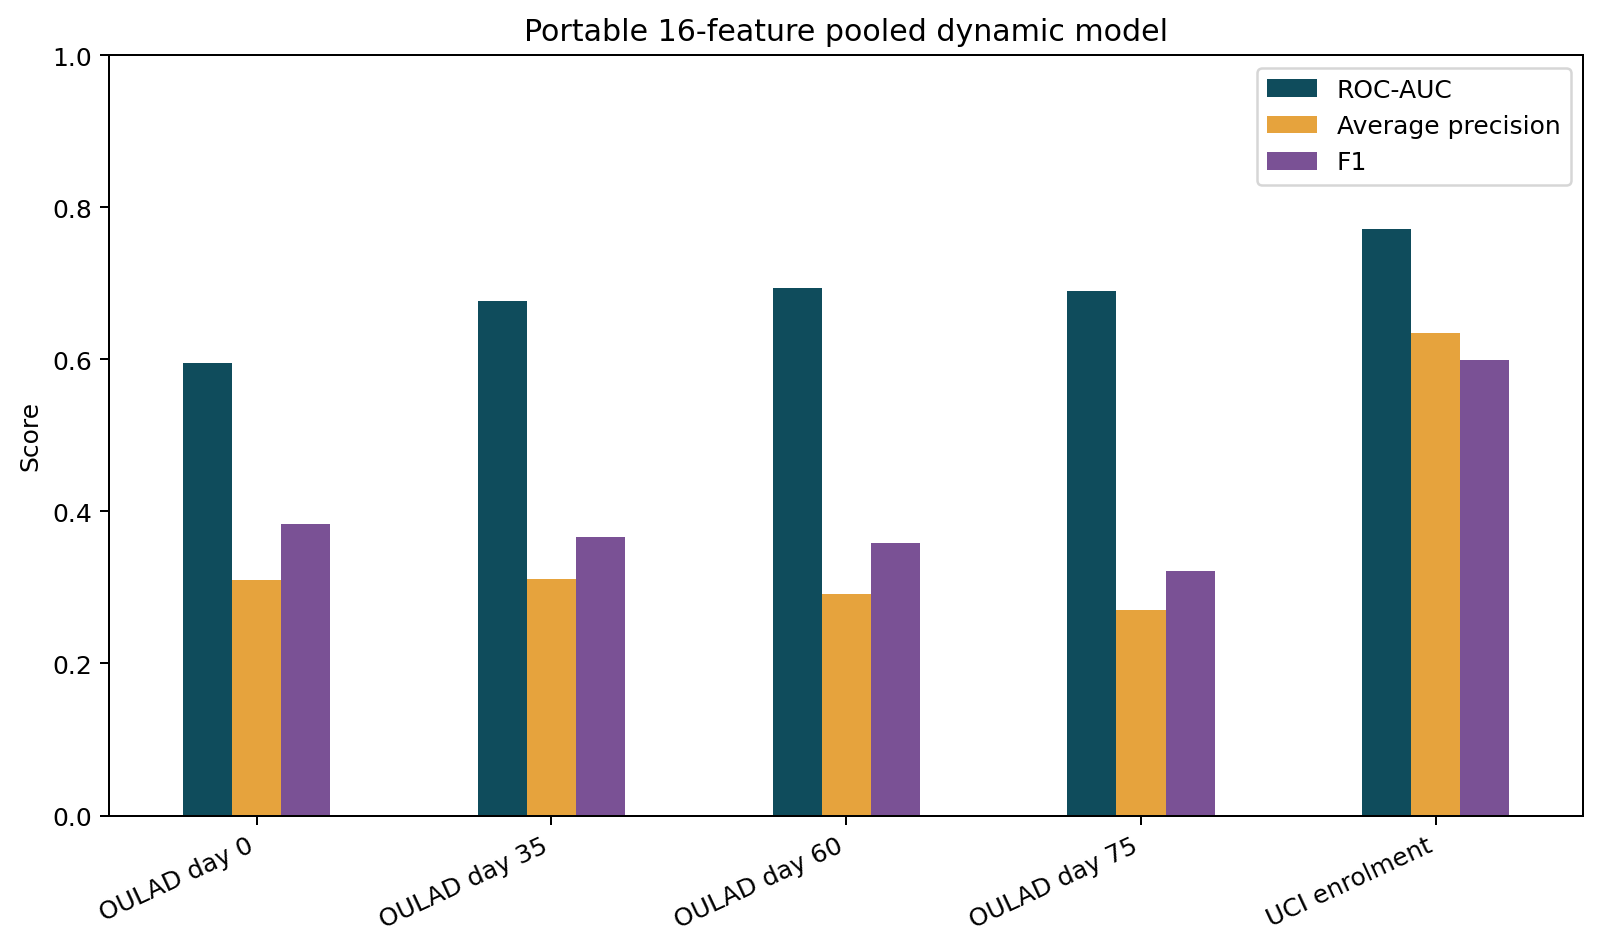 Portable 16-feature pooled dynamic model
ROC-AUC
Average precision
F1
Score
1.0
0.8
0.6
0.4
0.2
0.0
OULAD day 0
OULAD day 35
OULAD day 60
OULAD day 75
UCI enrolment